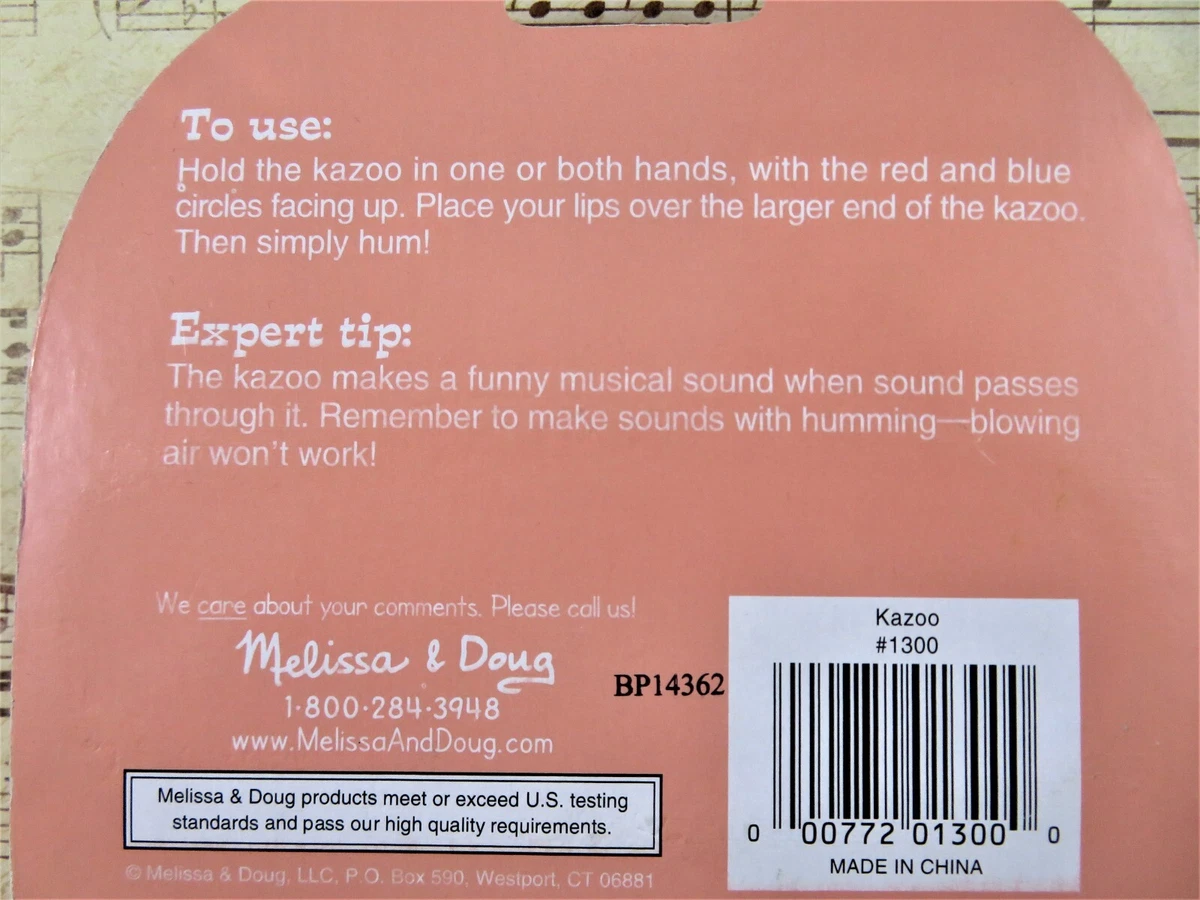 To use:
Hold the kazoo in one or both hands, with the red and blue
circles facing up. Place your lips over the larger end of the kazoo.
Then simply hum!
Expert tip:
The kazoo makes a funny musical sound when sound passes
through it. Remember to make sounds with humming—blowing
air won't work!
We care about your comments. Please call us!
Melissa & Doug
1·800·284·3948
www.MelissaAndDoug.com
Melissa & Doug products meet or exceed U.S. testing
standards and pass our high quality requirements.
© Melissa & Doug, LLC, P.O. Box 590, Westport, CT 06881
BP14362
Kazoo
#1300
0 00772 01300 0
MADE IN CHINA